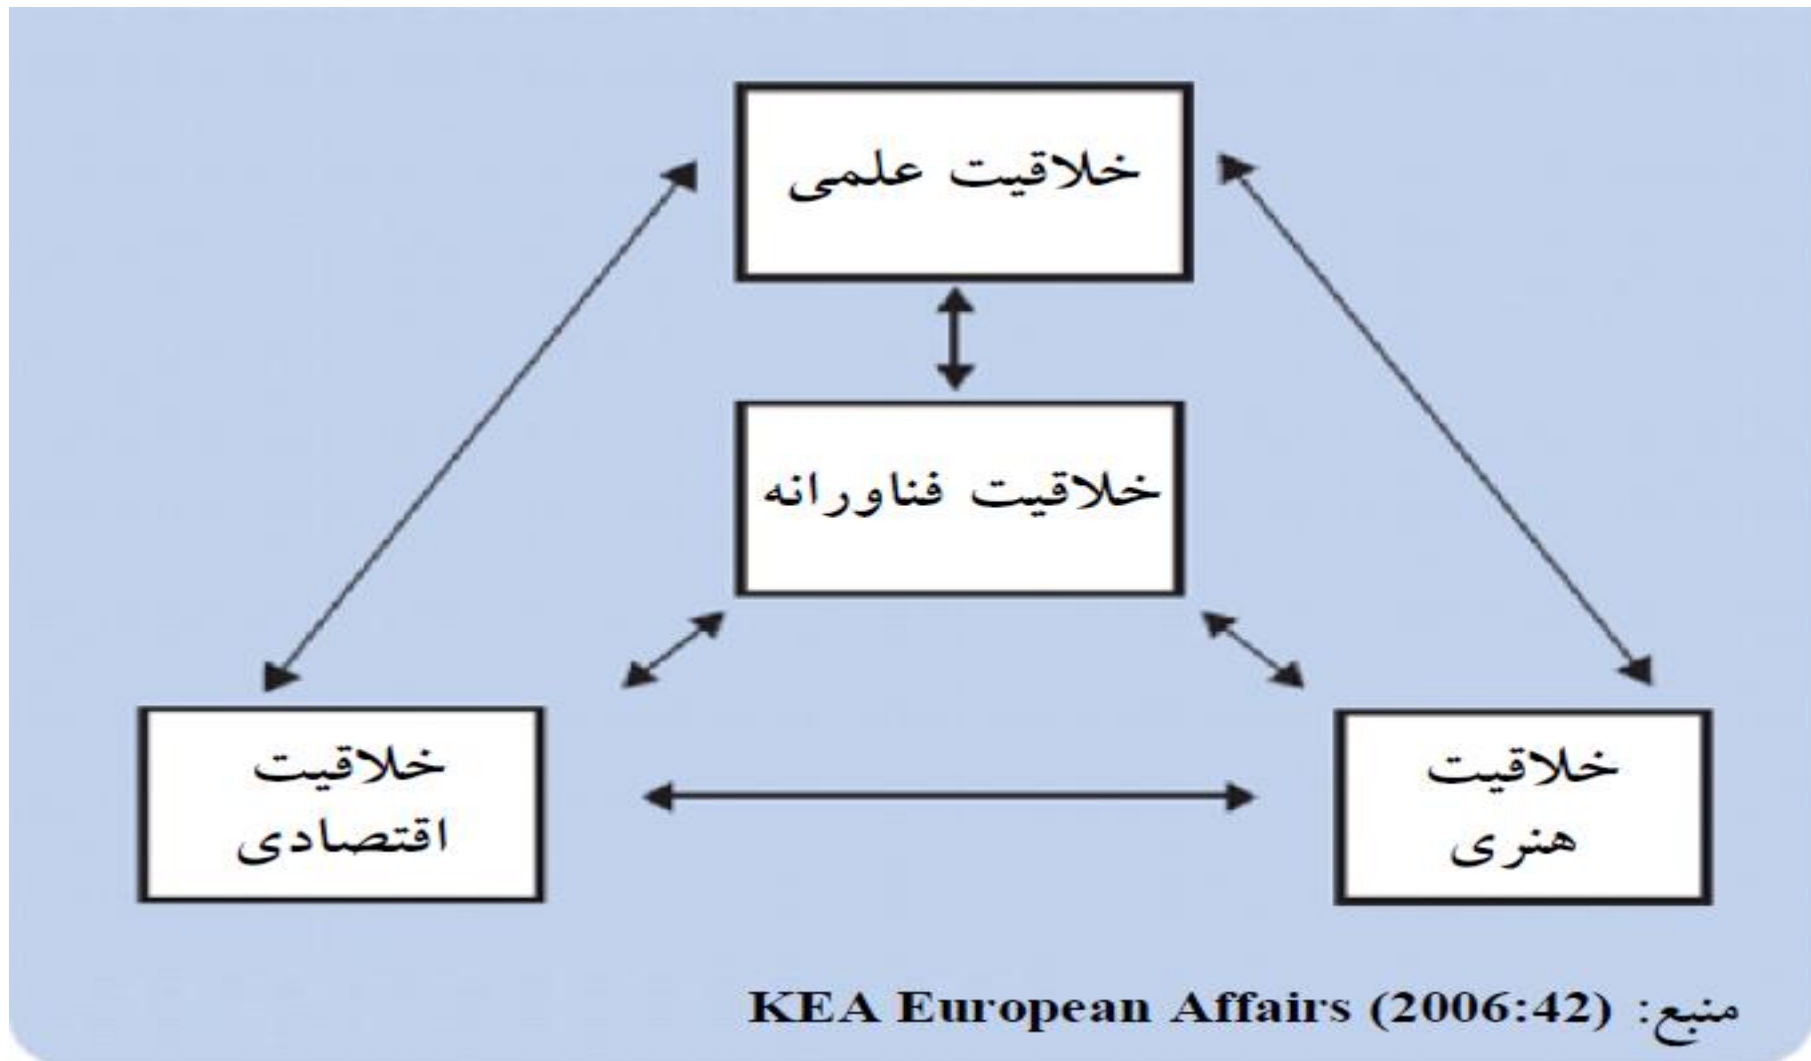 خلاقیت علمی
خلاقیت فناورانه
خلاقیت
هنری
خلاقیت
اقتصادی
منبع: KEA European Affairs (2006:42)